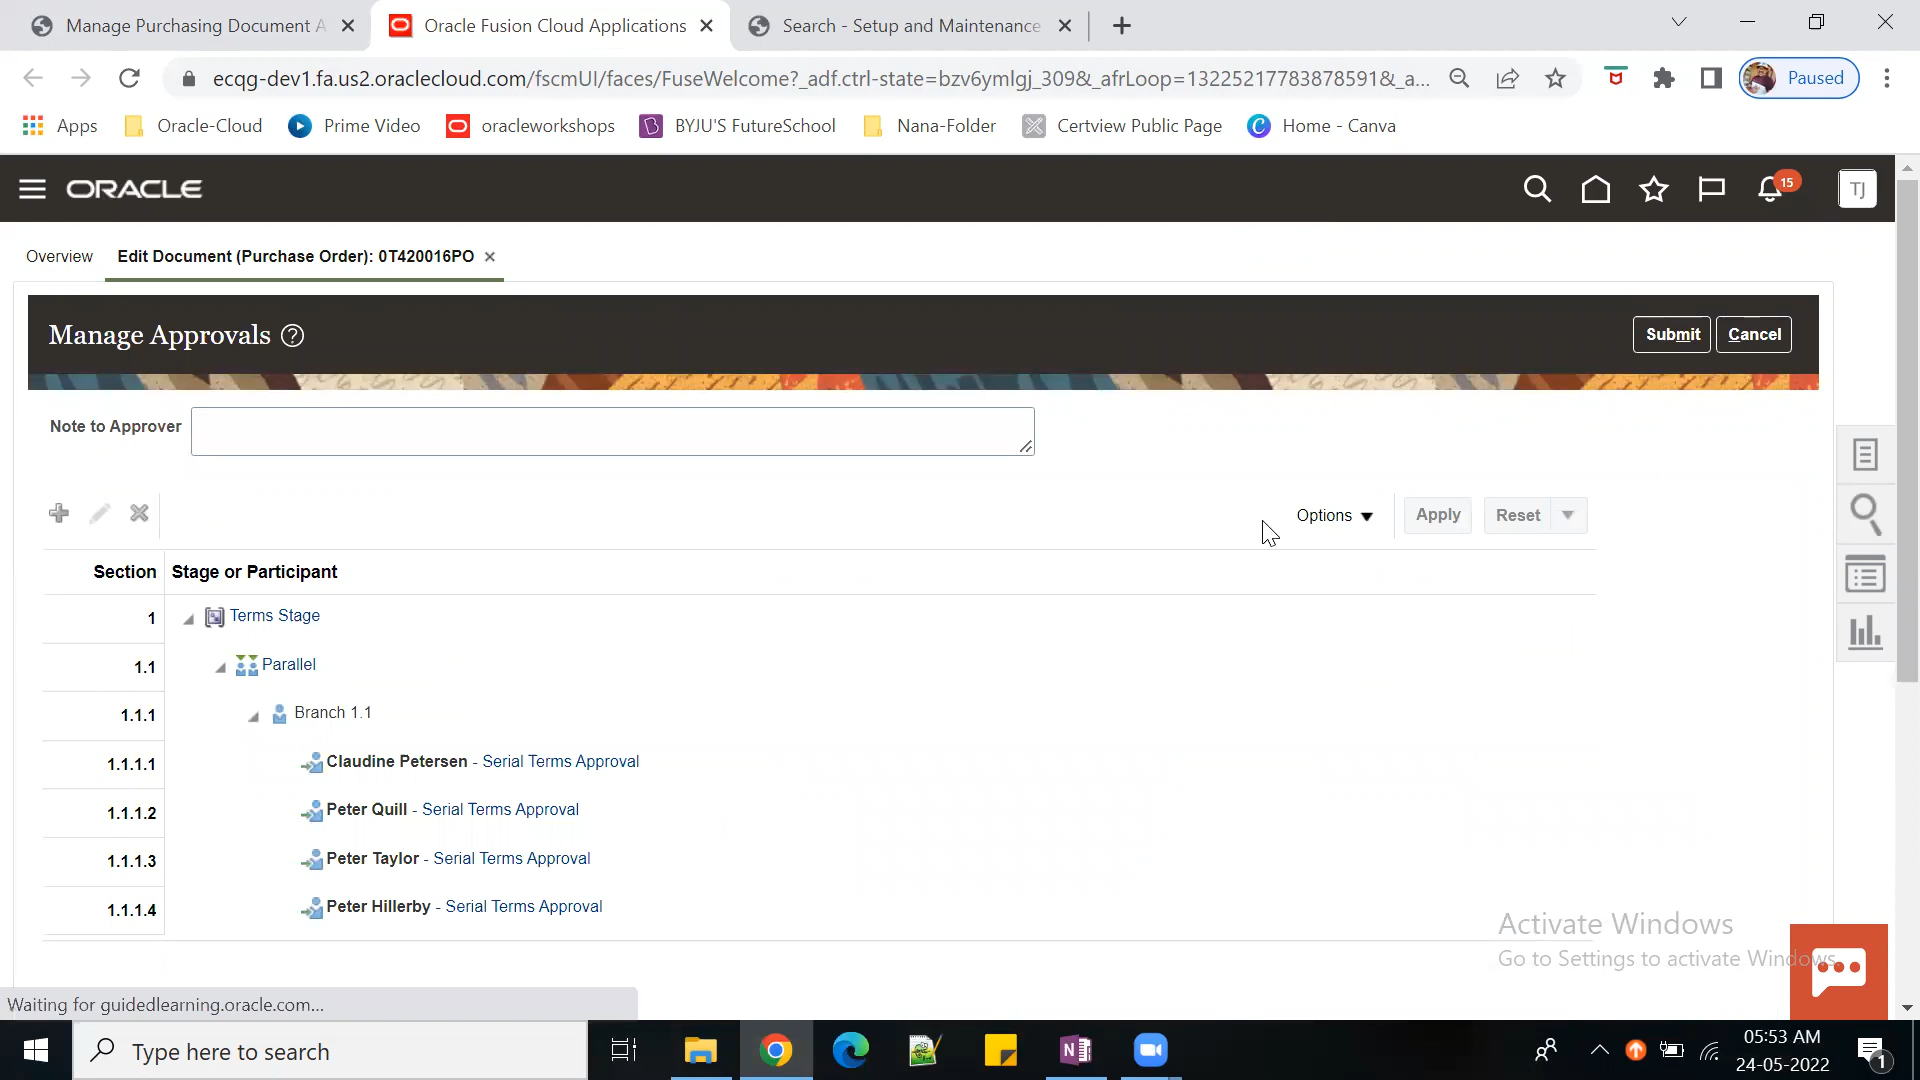 Manage Purchasing Document A
Oracle Fusion Cloud Applications
Search - Setup and Maintenance
ecqg-dev1.fa.us2.oraclecloud.com/fscmUI/faces/FuseWelcome?_adf.ctrl-state=bzv6ymlgj_309&_afrLoop=13225217783878591&_a...
Paused
Apps
Oracle-Cloud
Prime Video
oracleworkshops
BYJU'S FutureSchool
Nana-Folder
Certview Public Page
Home - Canva
ORACLE
15
TJ
Overview
Edit Document (Purchase Order): 0T420016PO
Manage Approvals
Submit
Cancel
Note to Approver
Options
Apply
Reset
Section Stage or Participant
1 Terms Stage
1.1 Parallel
1.1.1 Branch 1.1
1.1.1.1 Claudine Petersen - Serial Terms Approval
1.1.1.2 Peter Quill - Serial Terms Approval
1.1.1.3 Peter Taylor - Serial Terms Approval
1.1.1.4 Peter Hillerby - Serial Terms Approval
Activate Windows
Go to Settings to activate Windows
Waiting for guidedlearning.oracle.com...
Type here to search
05:53 AM
24-05-2022
1